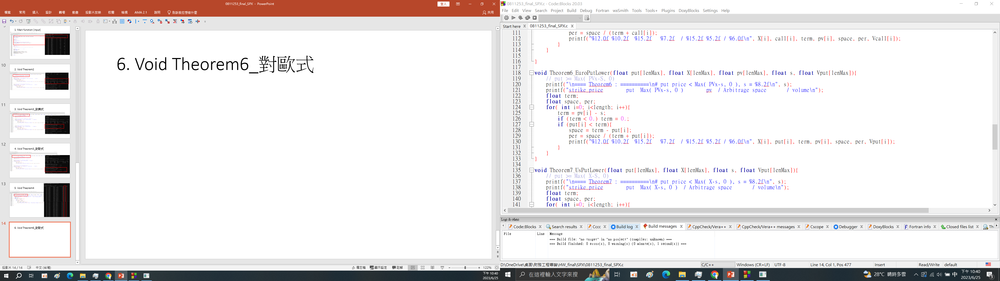 0811253_final_SPX - PowerPoint
登入
檔案 常用 插入 設計 轉場 動畫 投影片放映 校閱 檢視 AMA 2.1 說明 告訴我您想做什麼 共用
1. Main function (input)
10
2. Void Theorem2
11
3. Void Theorem3_對美式
12
4. Void Theorem3_對歐式
13
5. Void Theorem4
14
6. Void Theorem6_對歐式
6. Void Theorem6_對歐式
投影片 14 / 14 中文 (台灣) 備忘稿 顯示設定 註解 122%
下午 10:40
2023/6/25
0811253_final_SPX.c - Code::Blocks 20.03
File Edit View Search Project Build Debug Fortran wxSmith Tools Tools+ Plugins DoxyBlocks Settings Help
Start here 0811253_final_SPX.c
111 per = space / (term + call[i]);
112 printf("%12.0f %10.2f  %15.2f   %7.2f  / %15.2f %5.2f / %6.0f\n", X[i], call[i], term, pv[i], space, per, Vcall[i]);
113 }
114 }
115
116 }
117
118 void Theorem6_EuroPutLower(float put[lenMax], float X[lenMax], float pv[lenMax], float s, float Vput[lenMax]){
119 // put >= Max( PVx-S, 0)
120 printf("\n==== Theorem6 : ==========\n# put price < Max( PVx-s, 0 ), s = %8.2f\n", s);
121 printf("strike price        put  Max( PVx-s, 0 )        pv  / Arbitrage space       / volume\n");
122 float term;
123 float space, per;
124 for( int i=0; i<length; i++){
125 term = pv[i] - s;
126 if (term < 0.) term = 0.;
127 if (put[i] < term){
128 space = term - put[i];
129 per = space / (term + put[i]);
130 printf("%12.0f %10.2f  %15.2f   %7.2f  / %15.2f %5.2f / %6.0f\n", X[i], put[i], term, pv[i], space, per, Vput[i]);
131 }
132 }
133 }
134
135 void Theorem7_UsPutLower(float put[lenMax], float X[lenMax], float s, float Vput[lenMax]){
136 // put >= Max( X-S, 0)
137 printf("\n==== Theorem7 : ==========\n# put price < Max( X-s, 0 ), s = %8.2f\n", s);
138 printf("strike price        put  Max( X-s, 0 )  / Arbitrage space       / volume\n");
139 float term;
140 float space, per;
141 for( int i=0; i<length; i++){
Logs & others
Code::Blocks Search results Cccc Build log Build messages CppCheck/Vera++ CppCheck/Vera++ messages Cscope Debugger DoxyBlocks Fortran info Closed files list Th
File Line Message
=== Build file: "no target" in "no project" (compiler: unknown) ===
=== Build finished: 0 error(s), 0 warning(s) (0 minute(s), 1 second(s)) ===
D:\OneDrive\桌面\財務工程導論\HW_final\SPX\0811253_final_SPX.c C/C++ Windows (CR+LF) UTF-8 Line 14, Col 1, Pos 477 Insert Read/Write default
在這裡輸入文字來搜 28°C 晴時多雲 中 下午 10:40
2023/6/25 3